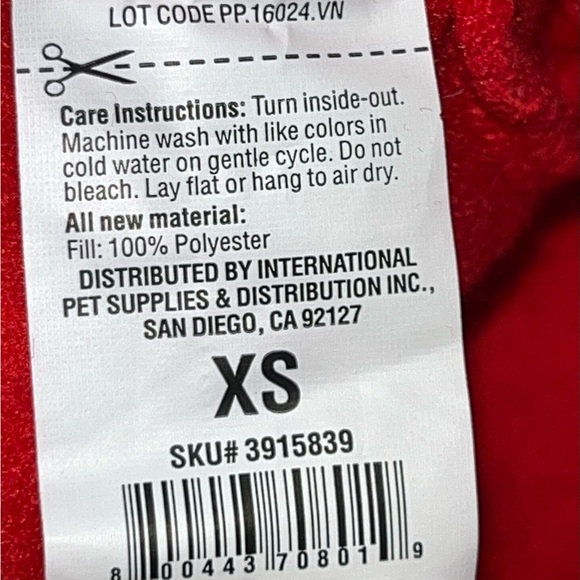 LOT CODE PP.16024.VN
Care Instructions: Turn inside-out.
Machine wash with like colors in
cold water on gentle cycle. Do not
bleach. Lay flat or hang to air dry.
All new material:
Fill: 100% Polyester
DISTRIBUTED BY INTERNATIONAL
PET SUPPLIES & DISTRIBUTION INC.,
SAN DIEGO, CA 92127
XS
SKU# 3915839
8 00443 70801 9